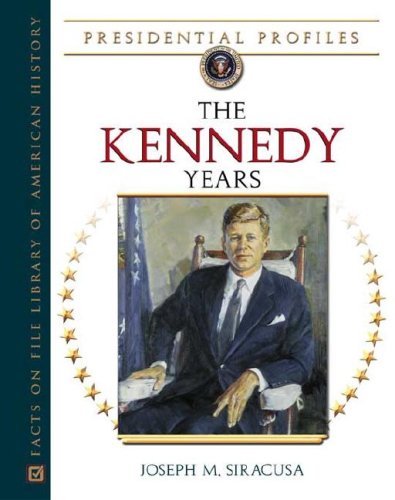 PRESIDENTIAL PROFILES
THE
KENNEDY
YEARS
JOSEPH M. SIRACUSA
FACTS ON FILE LIBRARY OF AMERICAN HISTORY